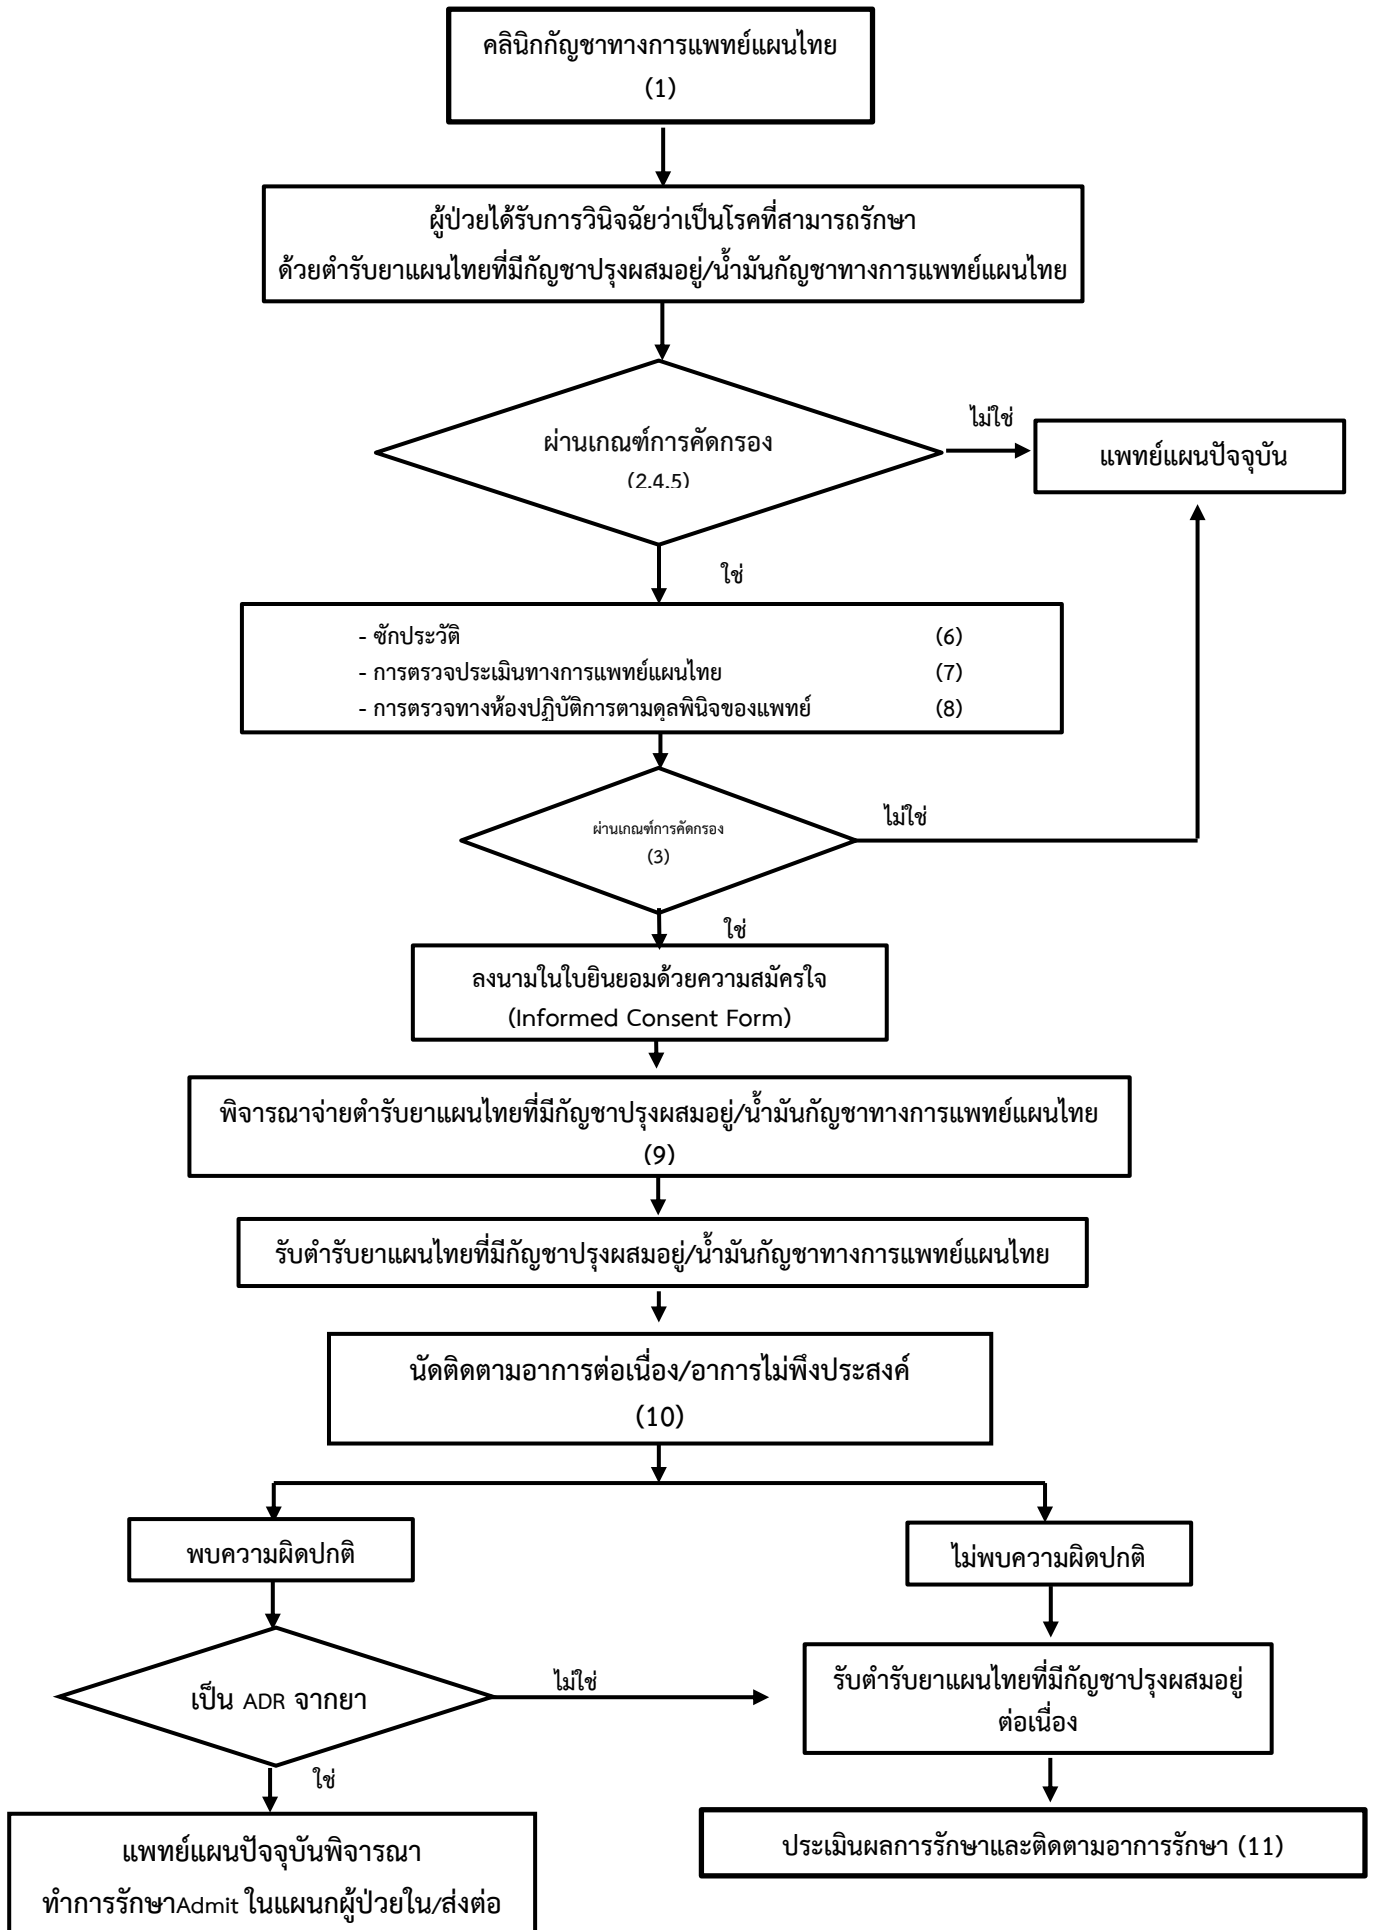 คลินิกกัญชาทางการแพทย์แผนไทย
(1)
ผู้ป่วยได้รับการวินิจฉัยว่าเป็นโรคที่สามารถรักษา
ด้วยตำรับยาแผนไทยที่มีกัญชาปรุงผสมอยู่/น้ำมันกัญชาทางการแพทย์แผนไทย
ผ่านเกณฑ์การคัดกรอง
(2,4,5)
ไม่ใช่
แพทย์แผนปัจจุบัน
ใช่
- ซักประวัติ (6)
- การตรวจประเมินทางการแพทย์แผนไทย (7)
- การตรวจทางห้องปฏิบัติการตามดุลพินิจของแพทย์ (8)
ผ่านเกณฑ์การคัดกรอง
(3)
ไม่ใช่
ใช่
ลงนามในใบยินยอมด้วยความสมัครใจ
(Informed Consent Form)
พิจารณาจ่ายตำรับยาแผนไทยที่มีกัญชาปรุงผสมอยู่/น้ำมันกัญชาทางการแพทย์แผนไทย
(9)
รับตำรับยาแผนไทยที่มีกัญชาปรุงผสมอยู่/น้ำมันกัญชาทางการแพทย์แผนไทย
นัดติดตามอาการต่อเนื่อง/อาการไม่พึงประสงค์
(10)
พบความผิดปกติ
ไม่พบความผิดปกติ
เป็น ADR จากยา
ไม่ใช่
รับตำรับยาแผนไทยที่มีกัญชาปรุงผสมอยู่
ต่อเนื่อง
ใช่
แพทย์แผนปัจจุบันพิจารณา
ทำการรักษาAdmit ในแผนกผู้ป่วยใน/ส่งต่อ
ประเมินผลการรักษาและติดตามอาการรักษา (11)